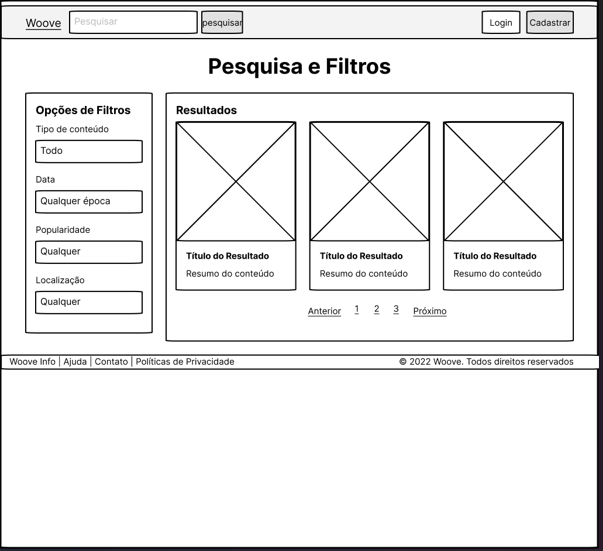 Woove Pesquisar pesquisar Login Cadastrar
Pesquisa e Filtros
Opções de Filtros
Tipo de conteúdo
Todo
Data
Qualquer época
Popularidade
Qualquer
Localização
Qualquer
Resultados
Título do Resultado
Resumo do conteúdo
Título do Resultado
Resumo do conteúdo
Título do Resultado
Resumo do conteúdo
Anterior 1 2 3 Próximo
Woove Info | Ajuda | Contato | Políticas de Privacidade
© 2022 Woove. Todos direitos reservados